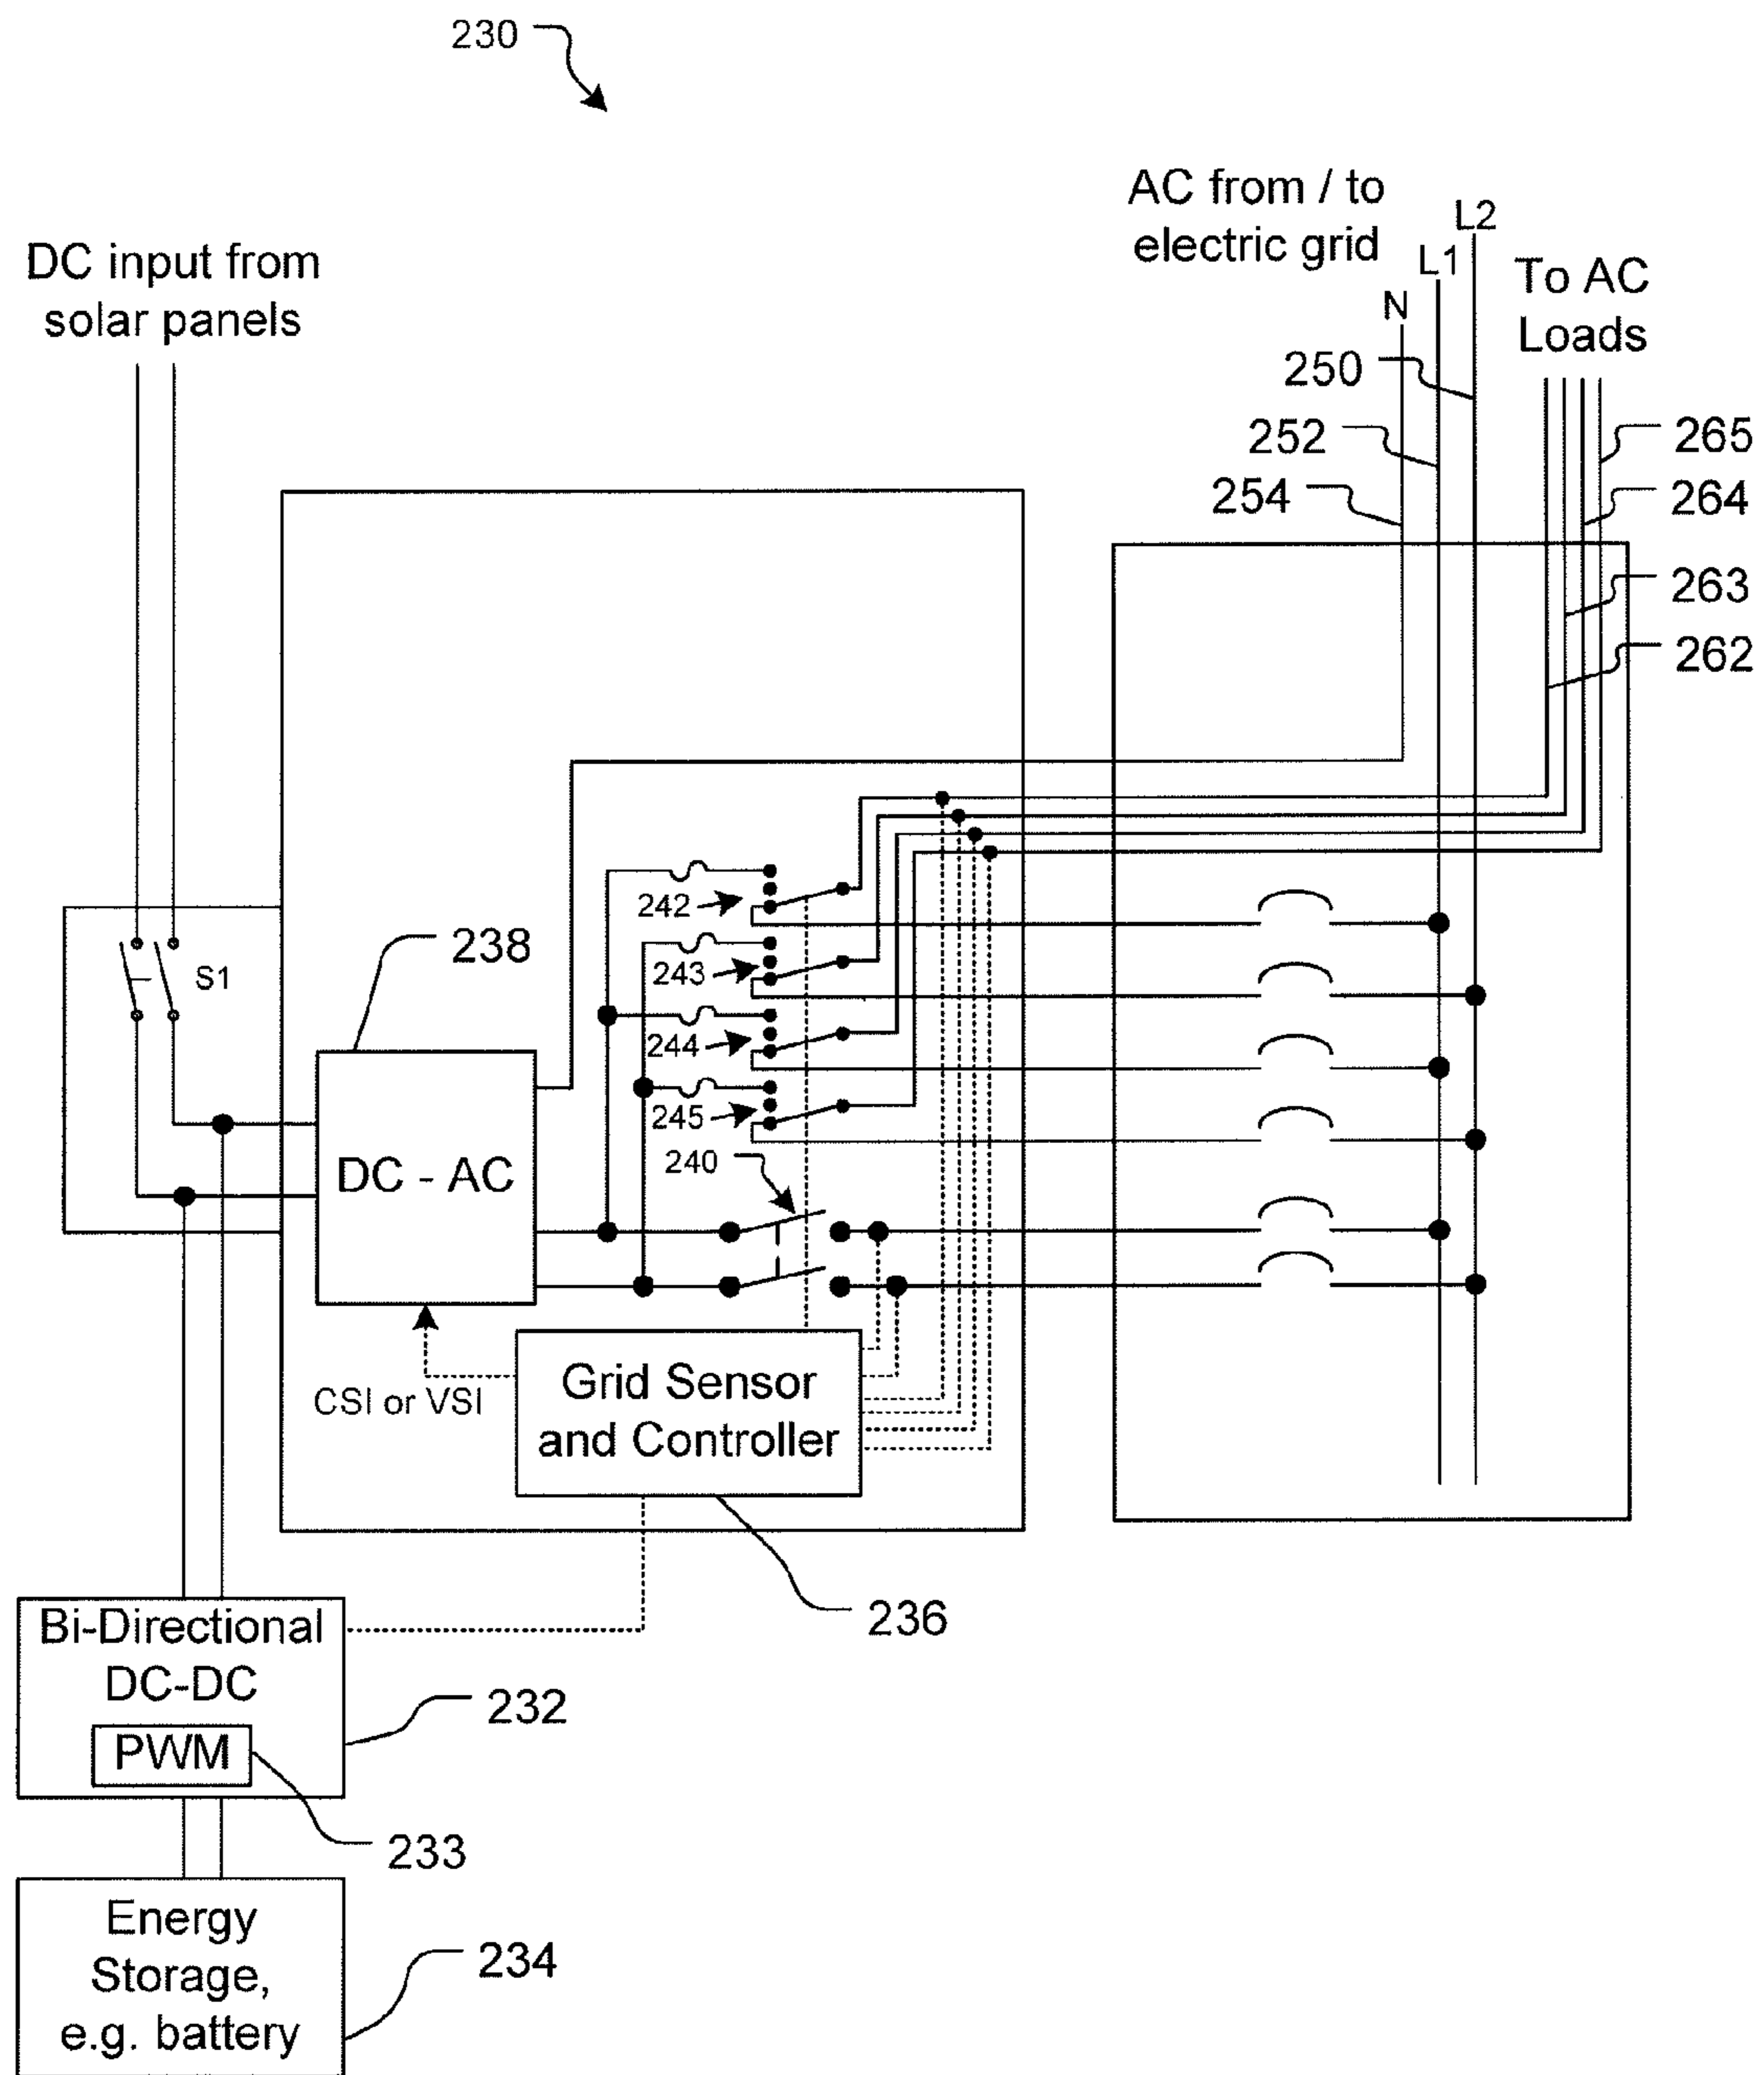 230
AC from / to
electric grid
L2
L1
N
DC input from
solar panels
To AC
Loads
250
252
254
265
264
263
262
242
243
244
245
240
238
S1
DC - AC
CSI or VSI
Grid Sensor
and Controller
236
Bi-Directional
DC-DC
PWM
232
233
Energy
Storage,
e.g. battery
234